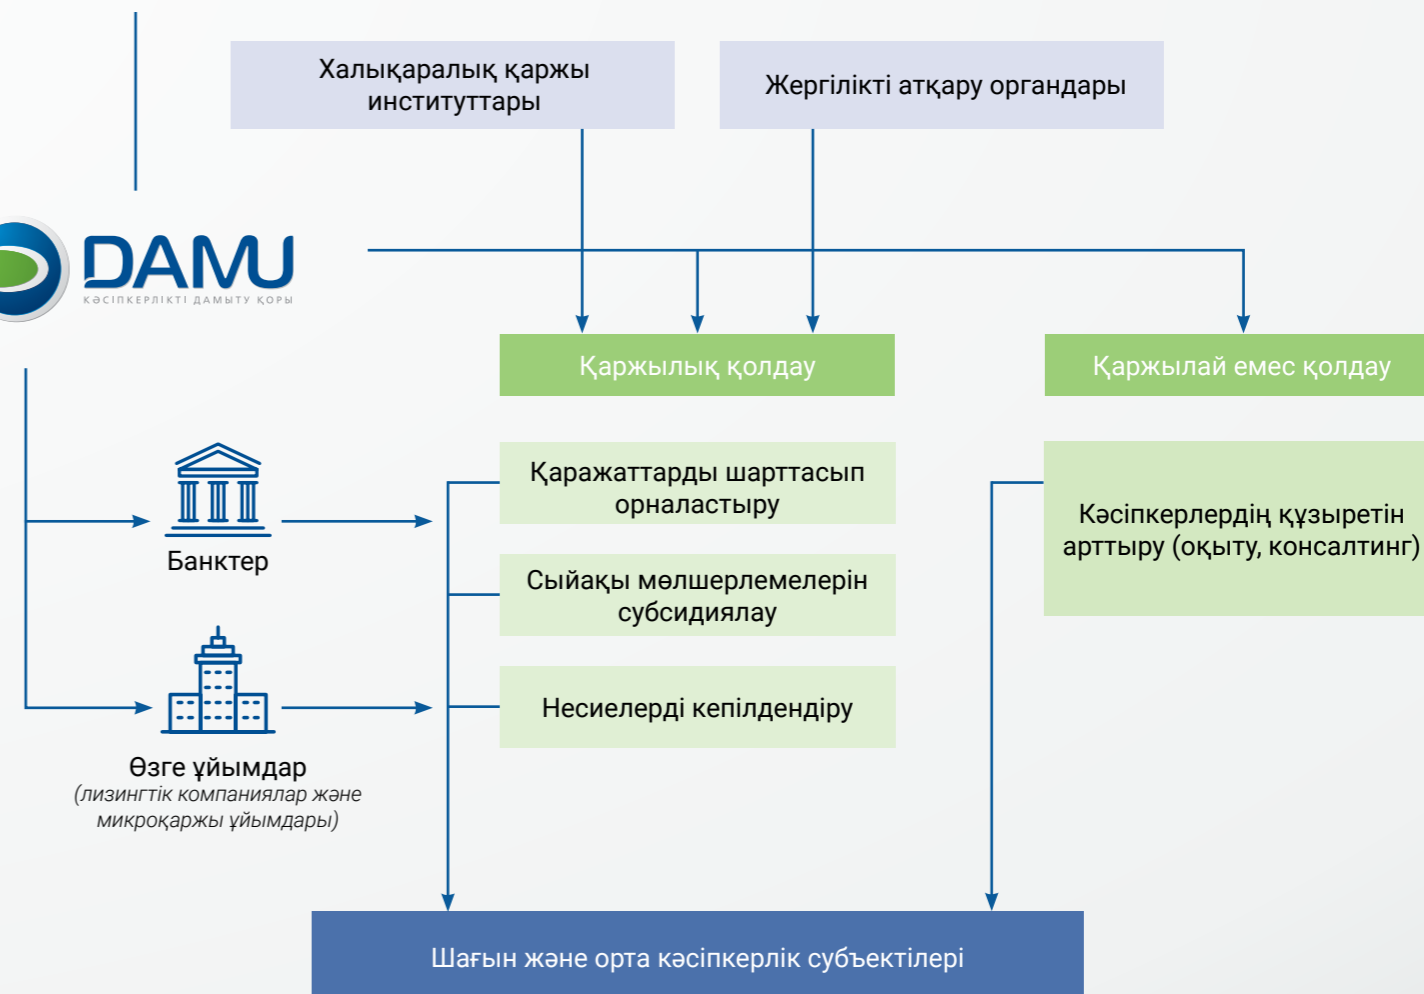 Халықаралық қаржы
институттары
Жергілікті атқару органдары
DAMU
КӘСІПКЕРЛІКТІ ДАМЫТУ ҚОРЫ
Қаржылық қолдау
Қаржылай емес қолдау
Қаражаттарды шарттасып
орналастыру
Сыйақы мөлшерлемелерін
субсидиялау
Несиелерді кепілдендіру
Кәсіпкерлердің құзыретін
арттыру (оқыту, консалтинг)
Банктер
Өзге ұйымдар
(лизингтік компаниялар және
микроқаржы ұйымдары)
Шағын және орта кәсіпкерлік субъектілері